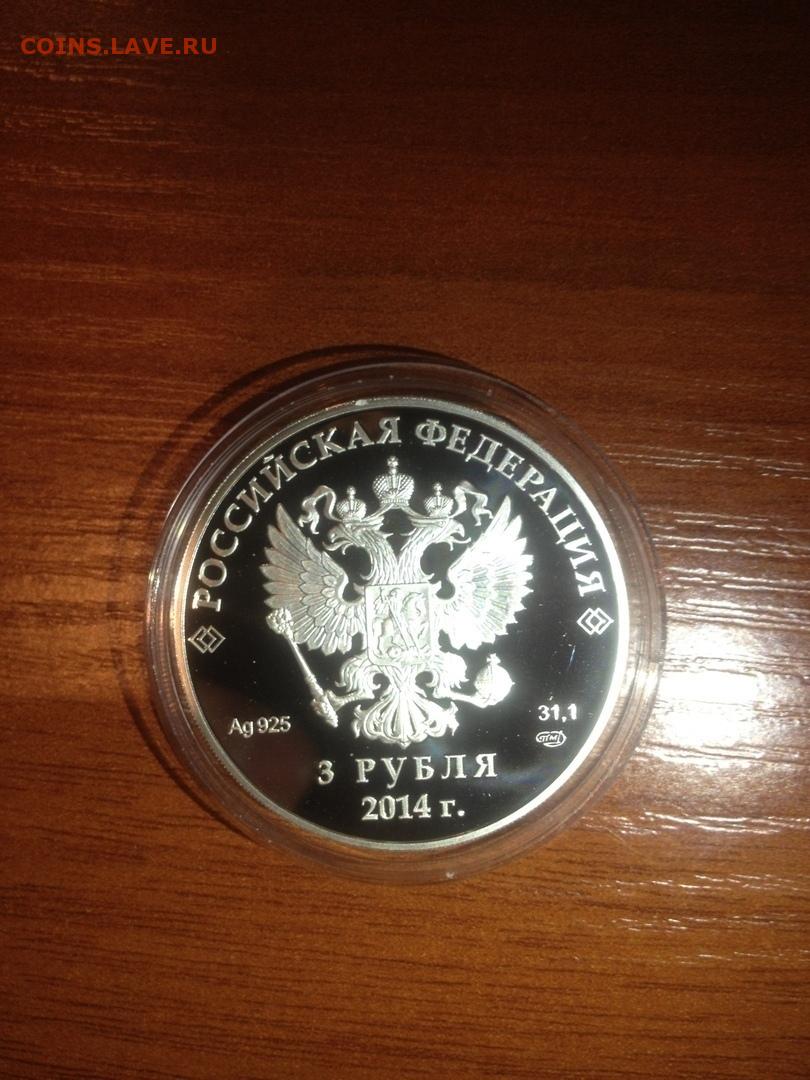 COINS.LAVE.RU
РОССИЙСКАЯ ФЕДЕРАЦИЯ
Ag 925
31,1
3 РУБЛЯ
2014 г.